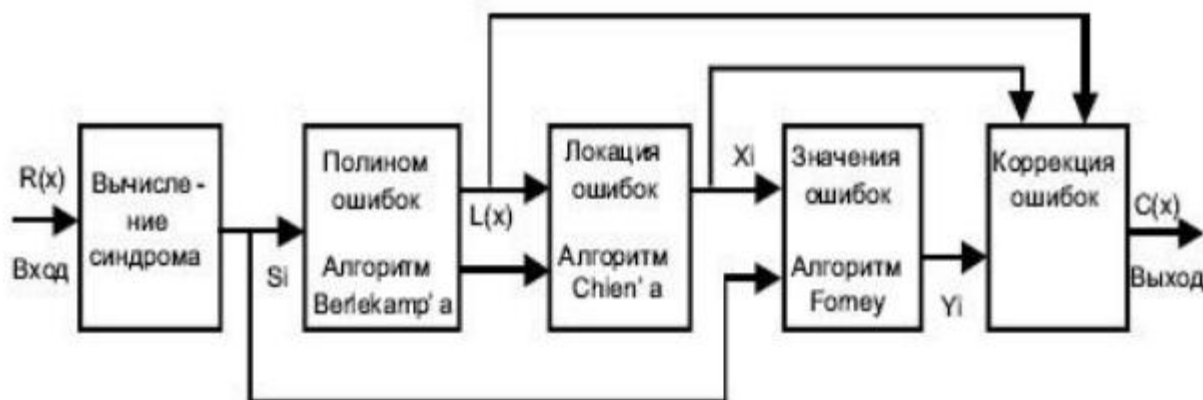 R(x)
Вход
Вычисле -
ние
синдрома
Si
Полином
ошибок
Алгоритм
Berlekamp' a
L(x)
Локация
ошибок
Алгоритм
Chien' a
Xi
Значения
ошибок
Алгоритм
Forney
Yi
Коррекция
ошибок
C(x)
Выход